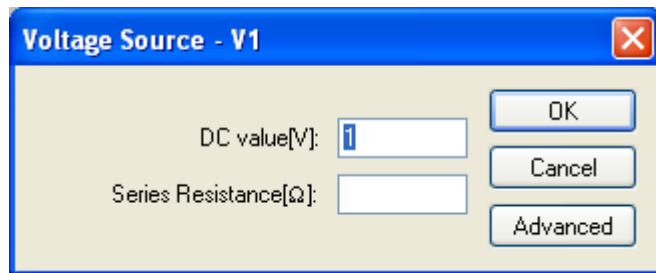 Voltage Source - V1
DC value[V]:
1
OK
Series Resistance[Ω]:
Cancel
Advanced